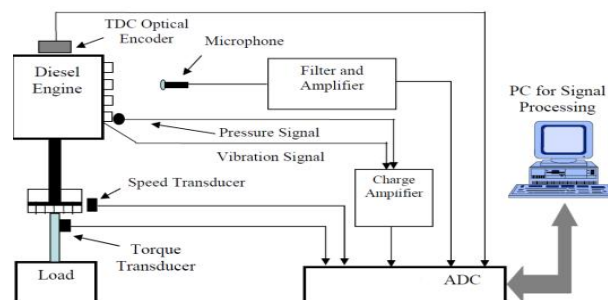 TDC Optical
Encoder
Microphone
Diesel
Engine
Filter and
Amplifier
PC for Signal
Processing
Pressure Signal
Vibration Signal
Speed Transducer
Charge
Amplifier
Torque
Transducer
Load
ADC